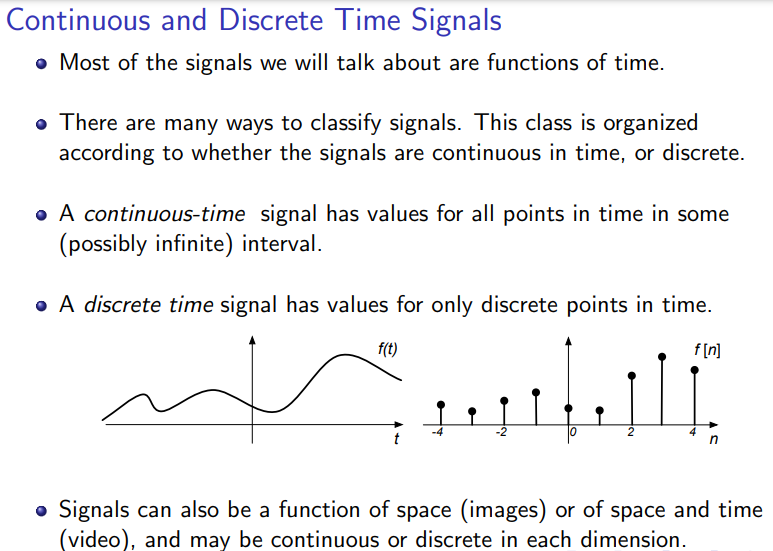 Continuous and Discrete Time Signals
Most of the signals we will talk about are functions of time.
There are many ways to classify signals. This class is organized
according to whether the signals are continuous in time, or discrete.
A continuous-time signal has values for all points in time in some
(possibly infinite) interval.
A discrete time signal has values for only discrete points in time.
f(t)
t
f[n]
-4
-2
0
2
4
n
Signals can also be a function of space (images) or of space and time
(video), and may be continuous or discrete in each dimension.